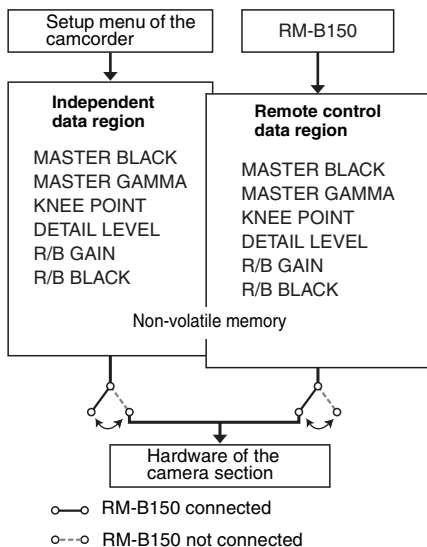 Setup menu of the
camcorder
RM-B150
Independent
data region
MASTER BLACK
MASTER GAMMA
KNEE POINT
DETAIL LEVEL
R/B GAIN
R/B BLACK
Remote control
data region
MASTER BLACK
MASTER GAMMA
KNEE POINT
DETAIL LEVEL
R/B GAIN
R/B BLACK
Non-volatile memory
Hardware of the
camera section
RM-B150 connected
RM-B150 not connected